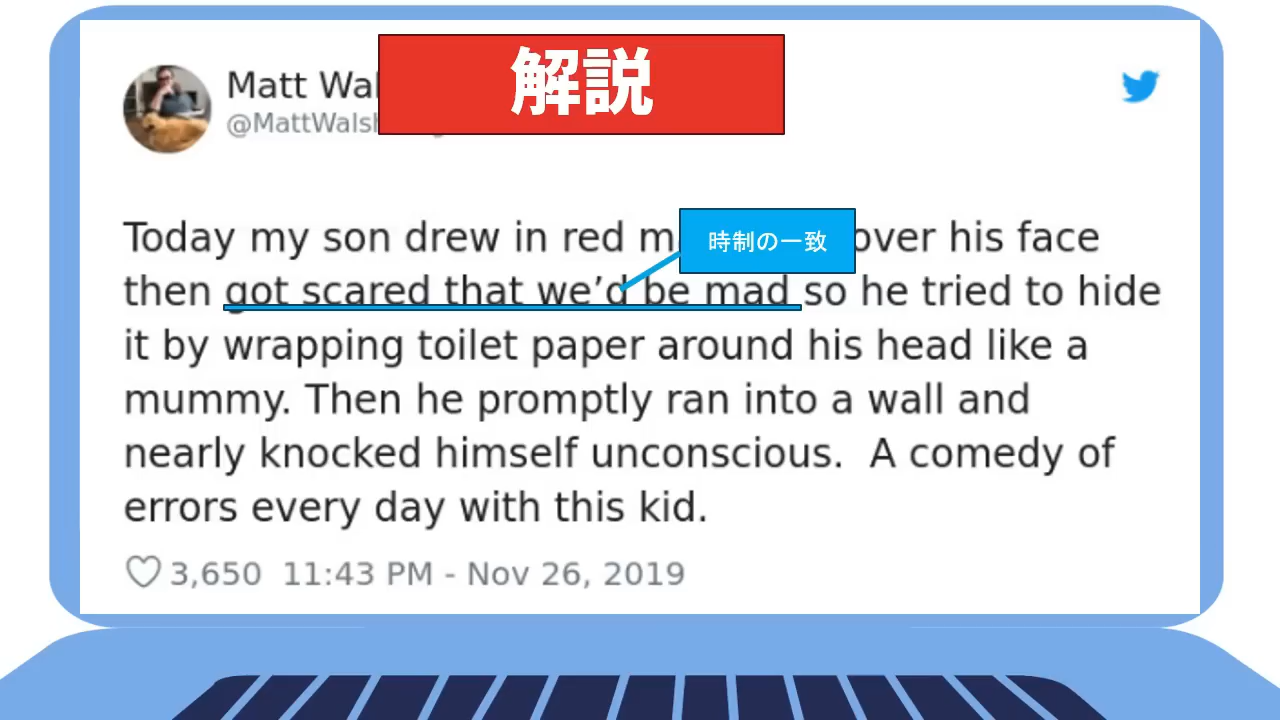 解説
Matt Wal
@MattWalsh
Today my son drew in red m
時制の一致
over his face
then got scared that we’d be mad so he tried to hide
it by wrapping toilet paper around his head like a
mummy. Then he promptly ran into a wall and
nearly knocked himself unconscious.  A comedy of
errors every day with this kid.
3,650  11:43 PM - Nov 26, 2019